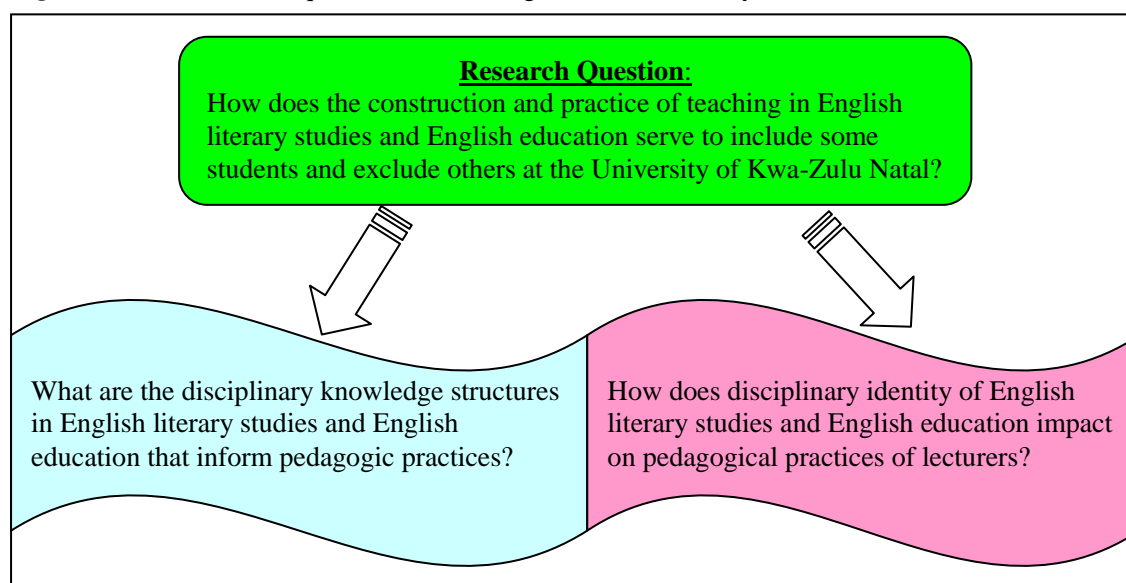 Research Question:
How does the construction and practice of teaching in English
literary studies and English education serve to include some
students and exclude others at the University of Kwa-Zulu Natal?
What are the disciplinary knowledge structures
in English literary studies and English
education that inform pedagogic practices?
How does disciplinary identity of English
literary studies and English education impact
on pedagogical practices of lecturers?